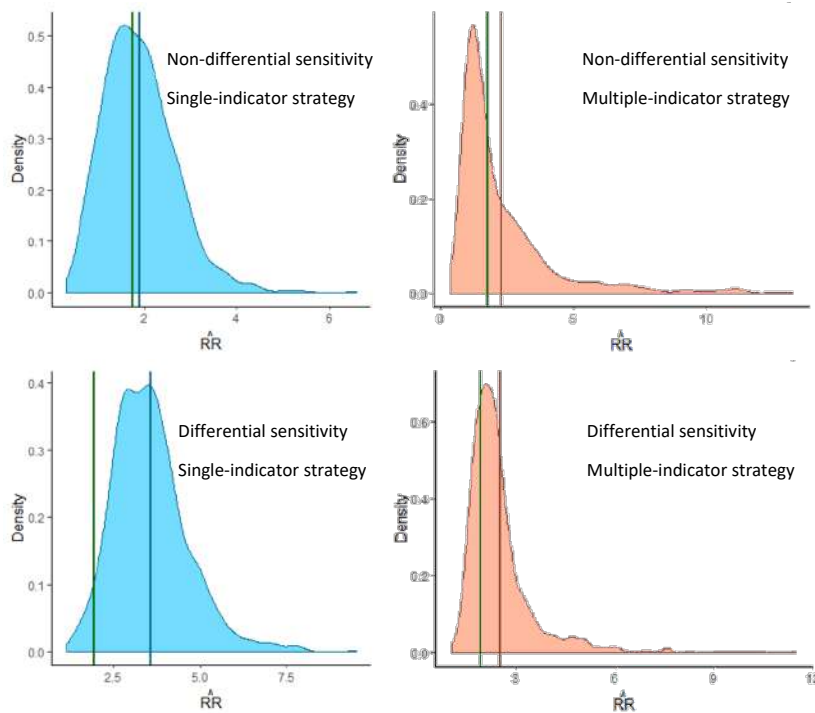 Non-differential sensitivity
Single-indicator strategy
Density
0.5
0.4
0.3
0.2
0.1
0.0
2
4
6
R̂R
Non-differential sensitivity
Multiple-indicator strategy
Density
0.4
0.2
0.0
0
5
10
R̂R
Differential sensitivity
Single-indicator strategy
Density
0.4
0.3
0.2
0.1
0.0
2.5
5.0
7.5
R̂R
Differential sensitivity
Multiple-indicator strategy
Density
0.6
0.4
0.2
0.0
3
6
9
12
R̂R